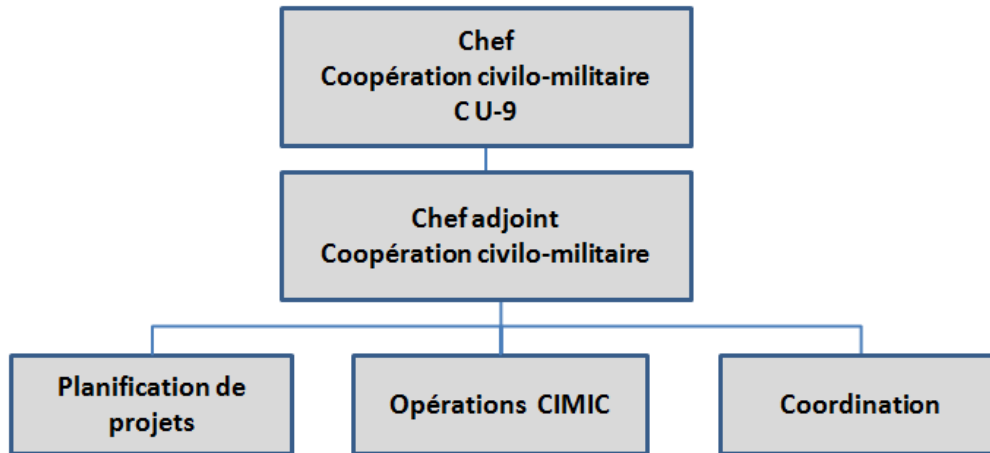 Chef
Coopération civilo-militaire
C U-9
Chef adjoint
Coopération civilo-militaire
Planification de
projets
Opérations CIMIC
Coordination